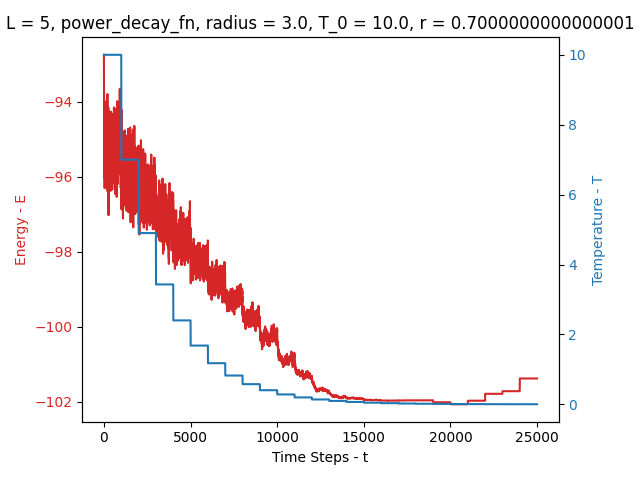 L = 5, power_decay_fn, radius = 3.0, T_0 = 10.0, r = 0.7000000000000001
−94
−96
−98
−100
−102
Energy - E
10
8
6
4
2
0
Temperature - T
0 5000 10000 15000 20000 25000
Time Steps - t